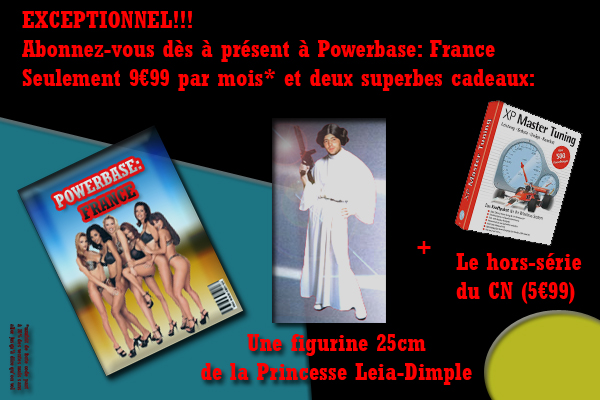 EXCEPTIONNEL!!!
Abonnez-vous dès à présent à Powerbase: France
Seulement 9€99 par mois* et deux superbes cadeaux:
POWERBASE:
FRANCE
XP Master Tuning
500
+
Le hors-série
du CN (5€99)
Une figurine 25cm
de la Princesse Leia-Dimple